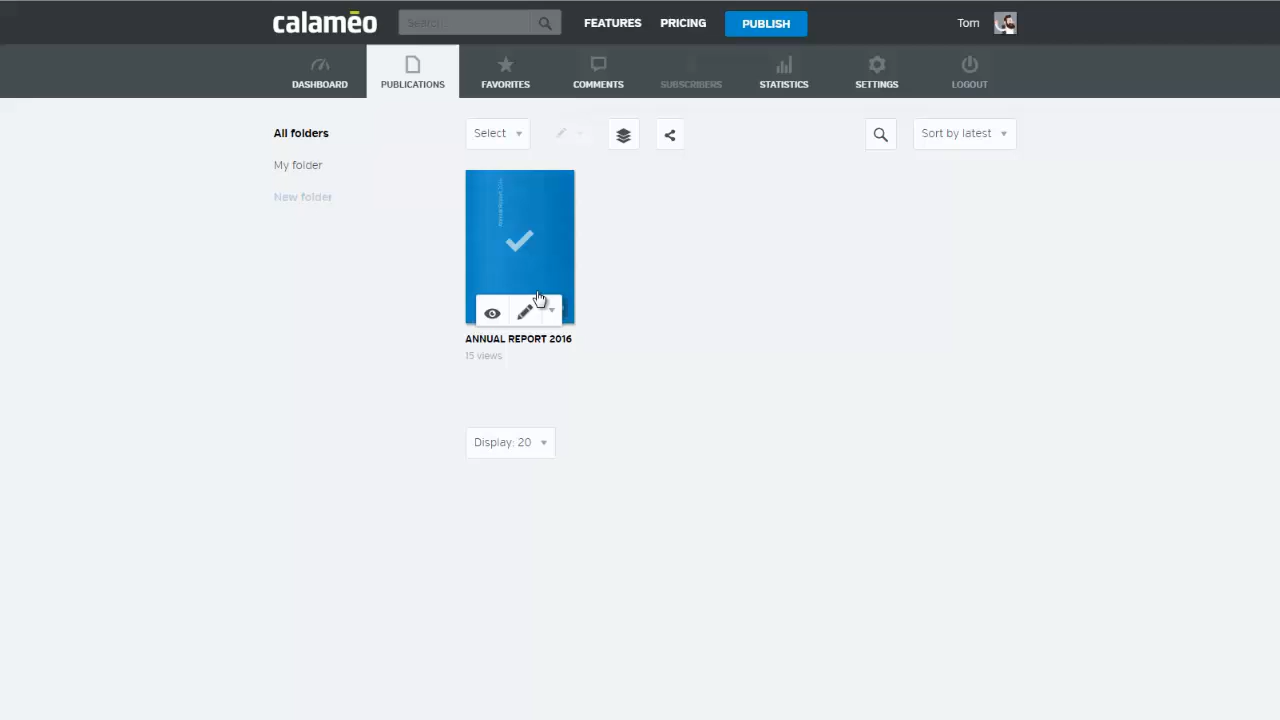 calaméo
Search...
FEATURES
PRICING
PUBLISH
Tom
DASHBOARD
PUBLICATIONS
FAVORITES
COMMENTS
SUBSCRIBERS
STATISTICS
SETTINGS
LOGOUT
All folders
My folder
New folder
Select
Sort by latest
ANNUAL REPORT 2016
15 views
Display: 20